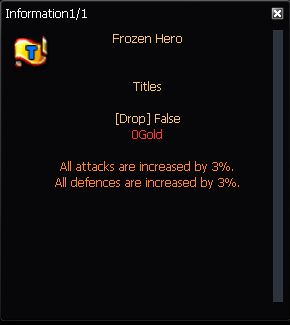 Information1/1
Frozen Hero
T
Titles
[Drop] False
0Gold
All attacks are increased by 3%.
All defences are increased by 3%.